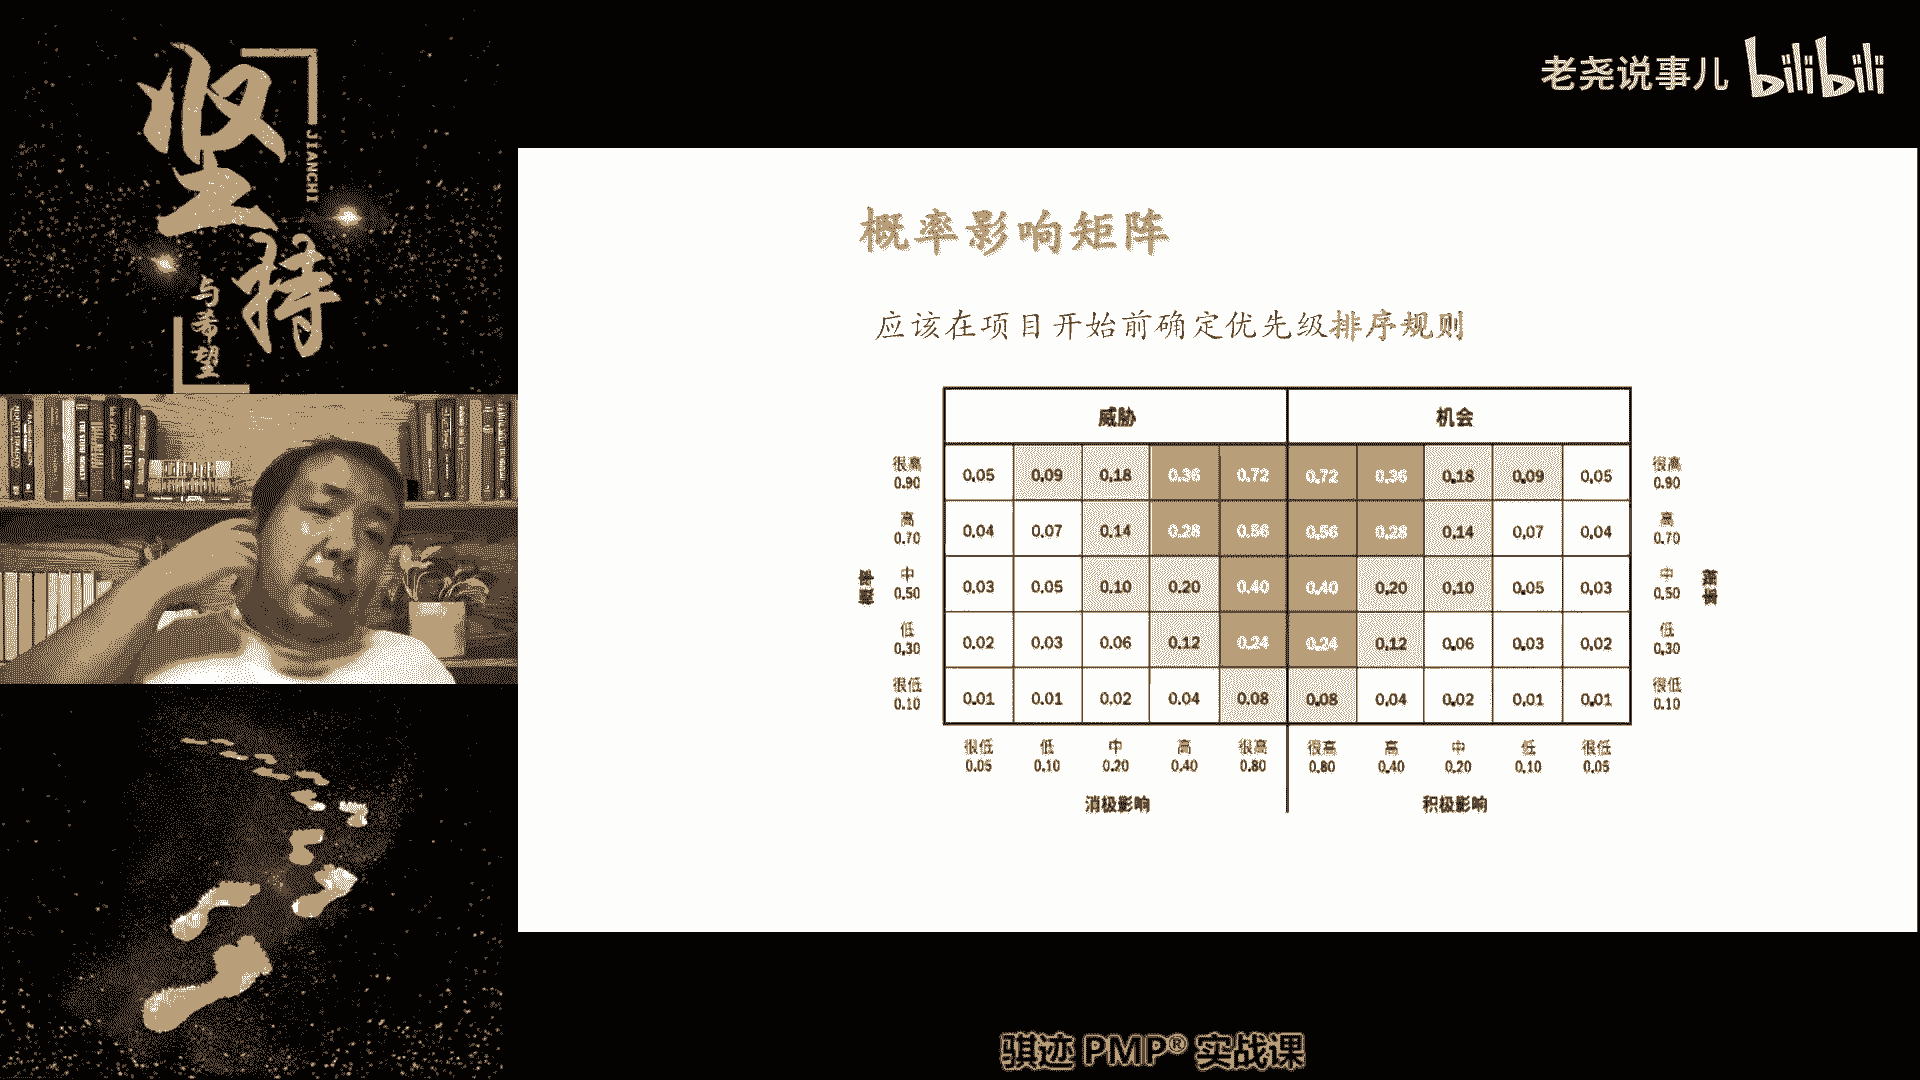 坚持
JIANCHI
与希望
老尧说事儿 bilibili
概率影响矩阵
应该在项目开始前确定优先级排序规则
威胁 机会
很高 0.90 0.05 0.09 0.18 0.36 0.72 0.72 0.36 0.18 0.09 0.05 很高 0.90
高 0.70 0.04 0.07 0.14 0.28 0.56 0.56 0.28 0.14 0.07 0.04 高 0.70
概率 中 0.50 0.03 0.05 0.10 0.20 0.40 0.40 0.20 0.10 0.05 0.03 中 0.50 概率
低 0.30 0.02 0.03 0.06 0.12 0.24 0.24 0.12 0.06 0.03 0.02 低 0.30
很低 0.10 0.01 0.01 0.02 0.04 0.08 0.08 0.04 0.02 0.01 0.01 很低 0.10
很低 低 中 高 很高 很高 高 中 低 很低
0.05 0.10 0.20 0.40 0.80 0.80 0.40 0.20 0.10 0.05
消极影响 积极影响
骐迹 PMP® 实战课